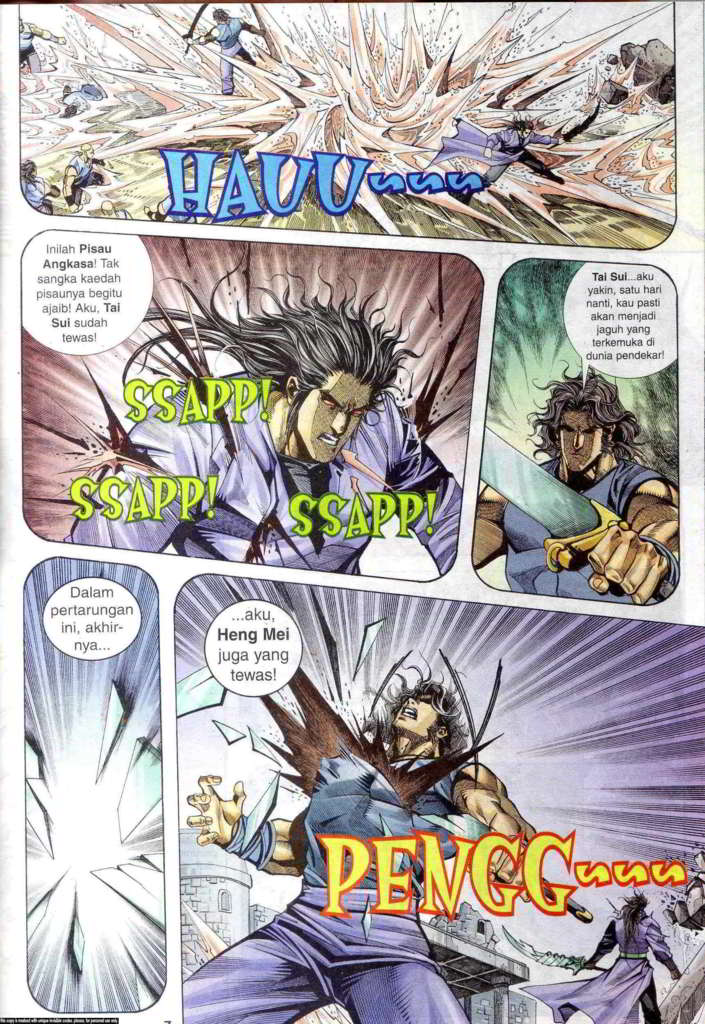 HAUUuuu
Inilah Pisau
Angkasa! Tak
sangka kaedah
pisaunya begitu
ajaib! Aku, Tai
Sui sudah
tewas!
Tai Sui...aku
yakin, satu hari
nanti, kau pasti
akan menjadi
jaguh yang
terkemuka di
dunia pendekar!
SSAPP!
SSAPP!
SSAPP!
Dalam
pertarungan
ini, akhir-
nya...
...aku,
Heng Mei
juga yang
tewas!
PENGGuuu
7